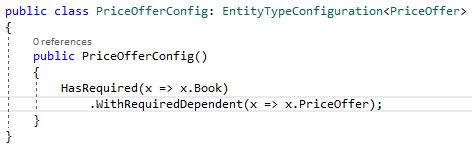 public class PriceOfferConfig: EntityTypeConfiguration<PriceOffer>
{
0 references
public PriceOfferConfig()
{
HasRequired(x => x.Book)
.WithRequiredDependent(x => x.PriceOffer);
}
}